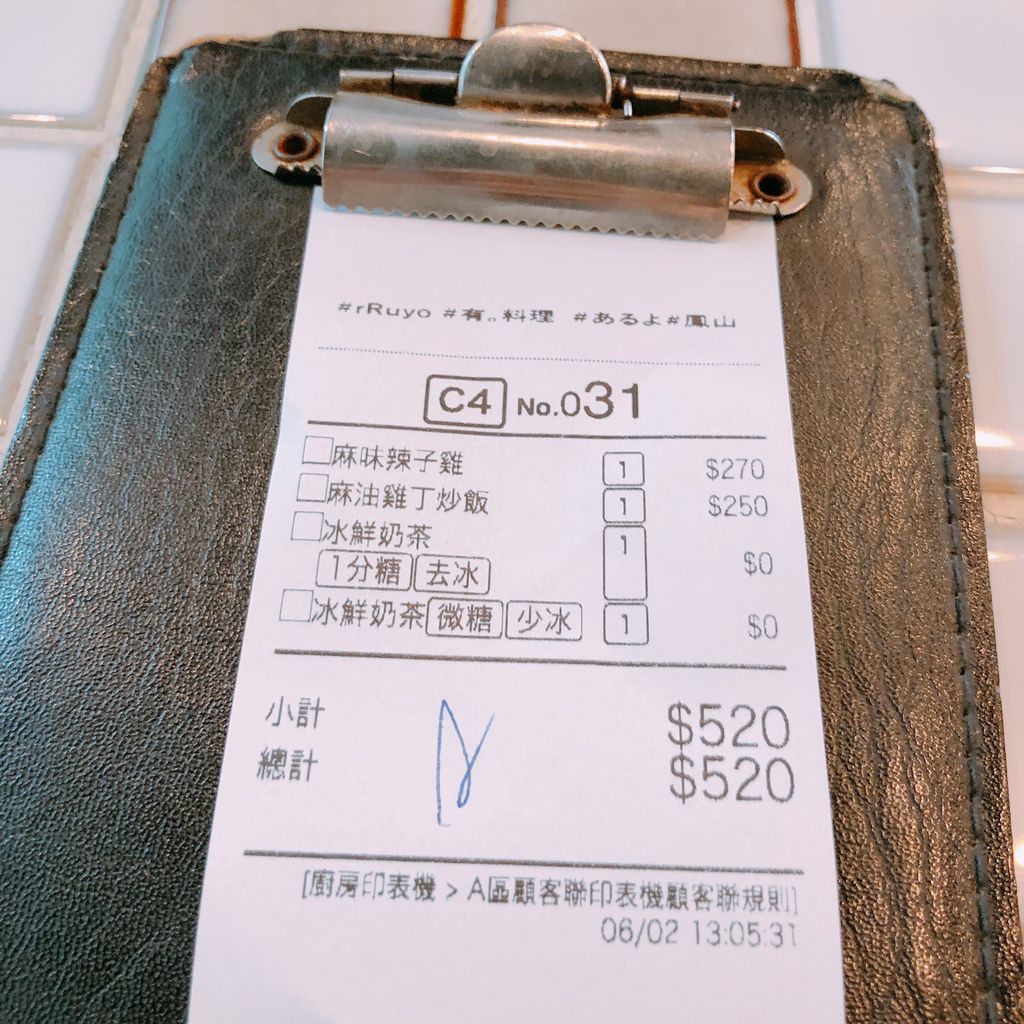 #rRuyo #有。料理 #あるよ#鳳山
C4 No.031
麻味辣子雞 1 $270
麻油雞丁炒飯 1 $250
冰鮮奶茶 1 $0
1分糖 去冰
冰鮮奶茶 微糖 少冰 1 $0
小計 $520
總計 $520
[廚房印表機 > A區顧客聯印表機顧客聯規則]
06/02 13:05:31